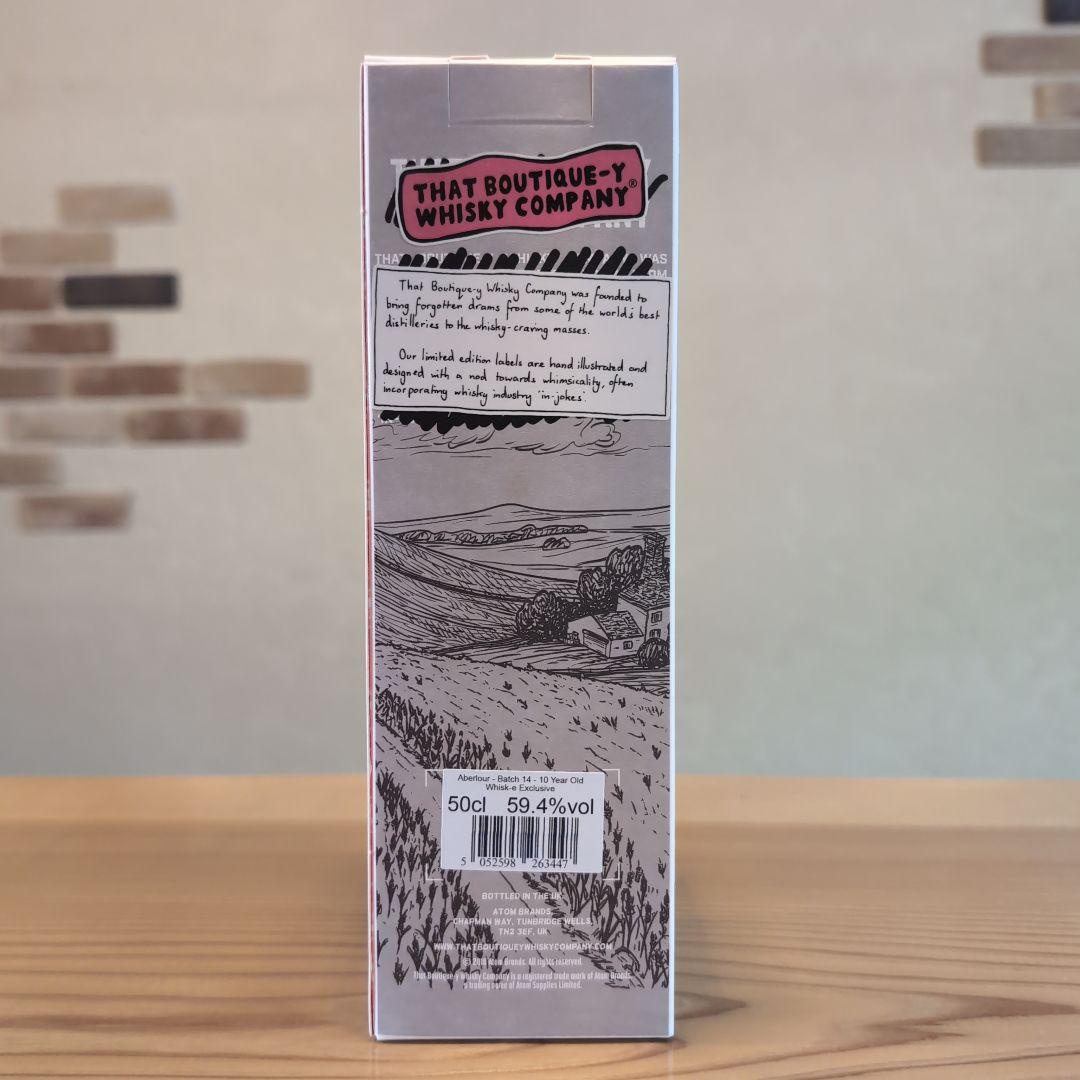 THAT BOUTIQUE-Y
WHISKY COMPANY®
That Boutique-y Whisky Company was founded to
bring forgotten drams from some of the world's best
distilleries to the whisky-craving masses.
Our limited edition labels are hand illustrated and
designed with a nod towards whimsicality, often
incorporating whisky industry 'in-jokes'.
Aberlour - Batch 14 - 10 Year Old
Whisk-e Exclusive
50cl 59.4%vol
5 052598 263447
BOTTLED IN THE UK.
ATOM BRANDS,
CHAPMAN WAY, TUNBRIDGE WELLS,
TN2 3EF, UK
WWW.THATBOUTIQUEYWHISKYCOMPANY.COM
Atom Brands. All rights reserved.
That Boutique-y Whisky Company is a registered trade mark of Atom Brands
a trading name of Atom Supplies Limited.